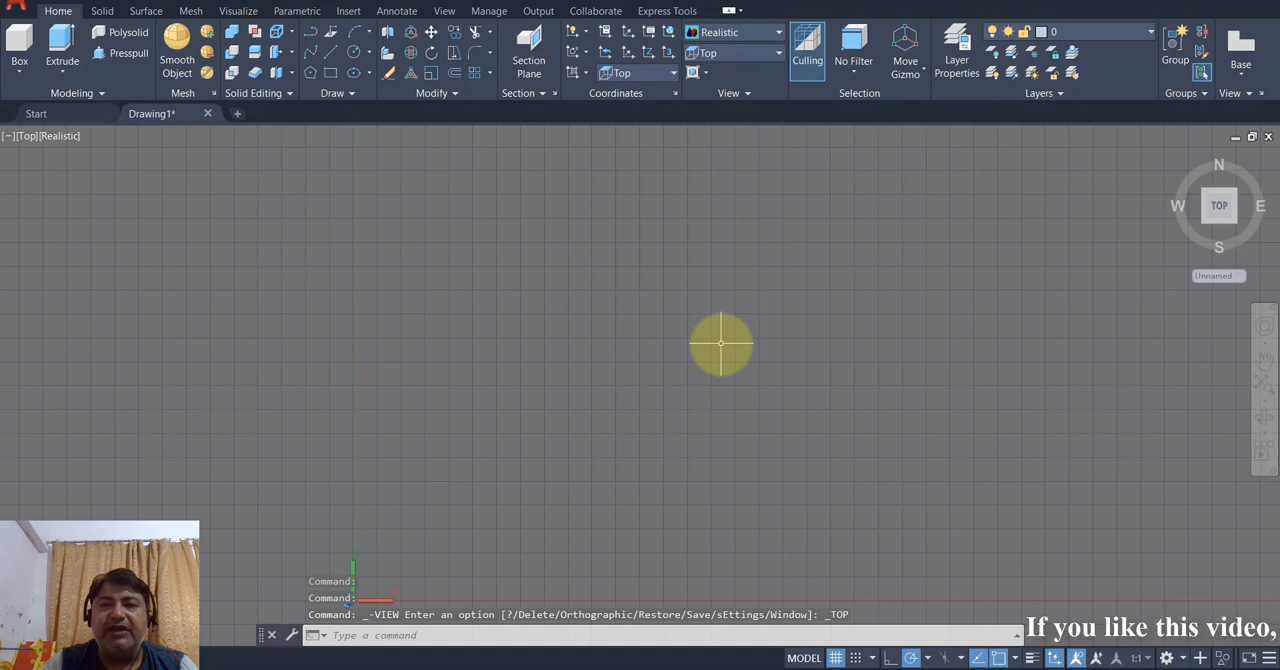 Home Solid Surface Mesh Visualize Parametric Insert Annotate View Manage Output Collaborate Express Tools
Box Extrude Polysolid Presspull
Smooth Object
Section Plane
Realistic
Top
Top
Culling No Filter Move Gizmo
Layer Properties
0
Group Base
Modeling Mesh Solid Editing Draw Modify Section Coordinates View Selection Layers Groups View
Start Drawing1*
[−][Top][Realistic]
N
W TOP E
S
Unnamed
Command:
Command:
Command: _-VIEW Enter an option [?/Delete/Orthographic/Restore/Save/sEttings/Window]: _TOP
Type a command
If you like this video,
MODEL 1:1